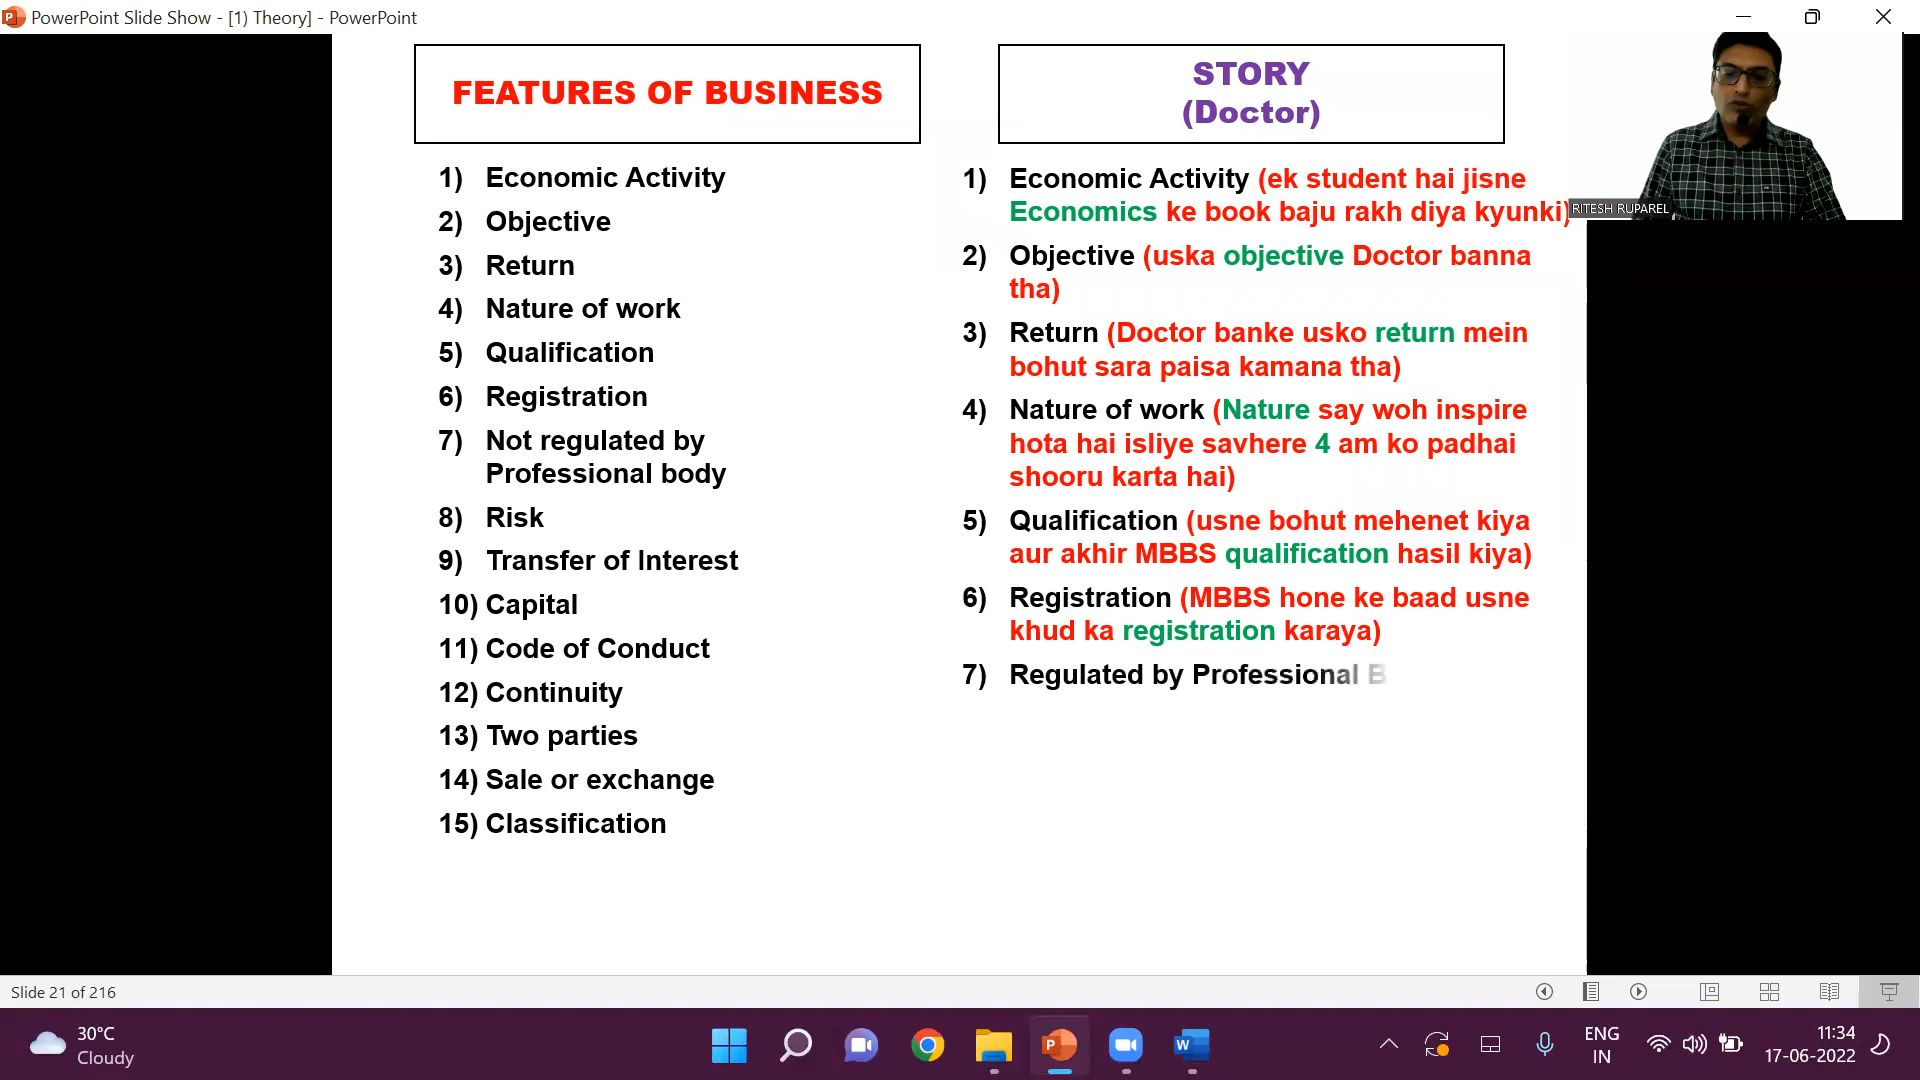 PowerPoint Slide Show - [1) Theory] - PowerPoint
FEATURES OF BUSINESS
1) Economic Activity
2) Objective
3) Return
4) Nature of work
5) Qualification
6) Registration
7) Not regulated by
Professional body
8) Risk
9) Transfer of Interest
10) Capital
11) Code of Conduct
12) Continuity
13) Two parties
14) Sale or exchange
15) Classification
STORY
(Doctor)
1) Economic Activity (ek student hai jisne
Economics ke book baju rakh diya kyunki)
2) Objective (uska objective Doctor banna
tha)
3) Return (Doctor banke usko return mein
bohut sara paisa kamana tha)
4) Nature of work (Nature say woh inspire
hota hai isliye savhere 4 am ko padhai
shooru karta hai)
5) Qualification (usne bohut mehenet kiya
aur akhir MBBS qualification hasil kiya)
6) Registration (MBBS hone ke baad usne
khud ka registration karaya)
7) Regulated by Professional B
RITESH RUPAREL
Slide 21 of 216
30°C
Cloudy
ENG
IN
11:34
17-06-2022